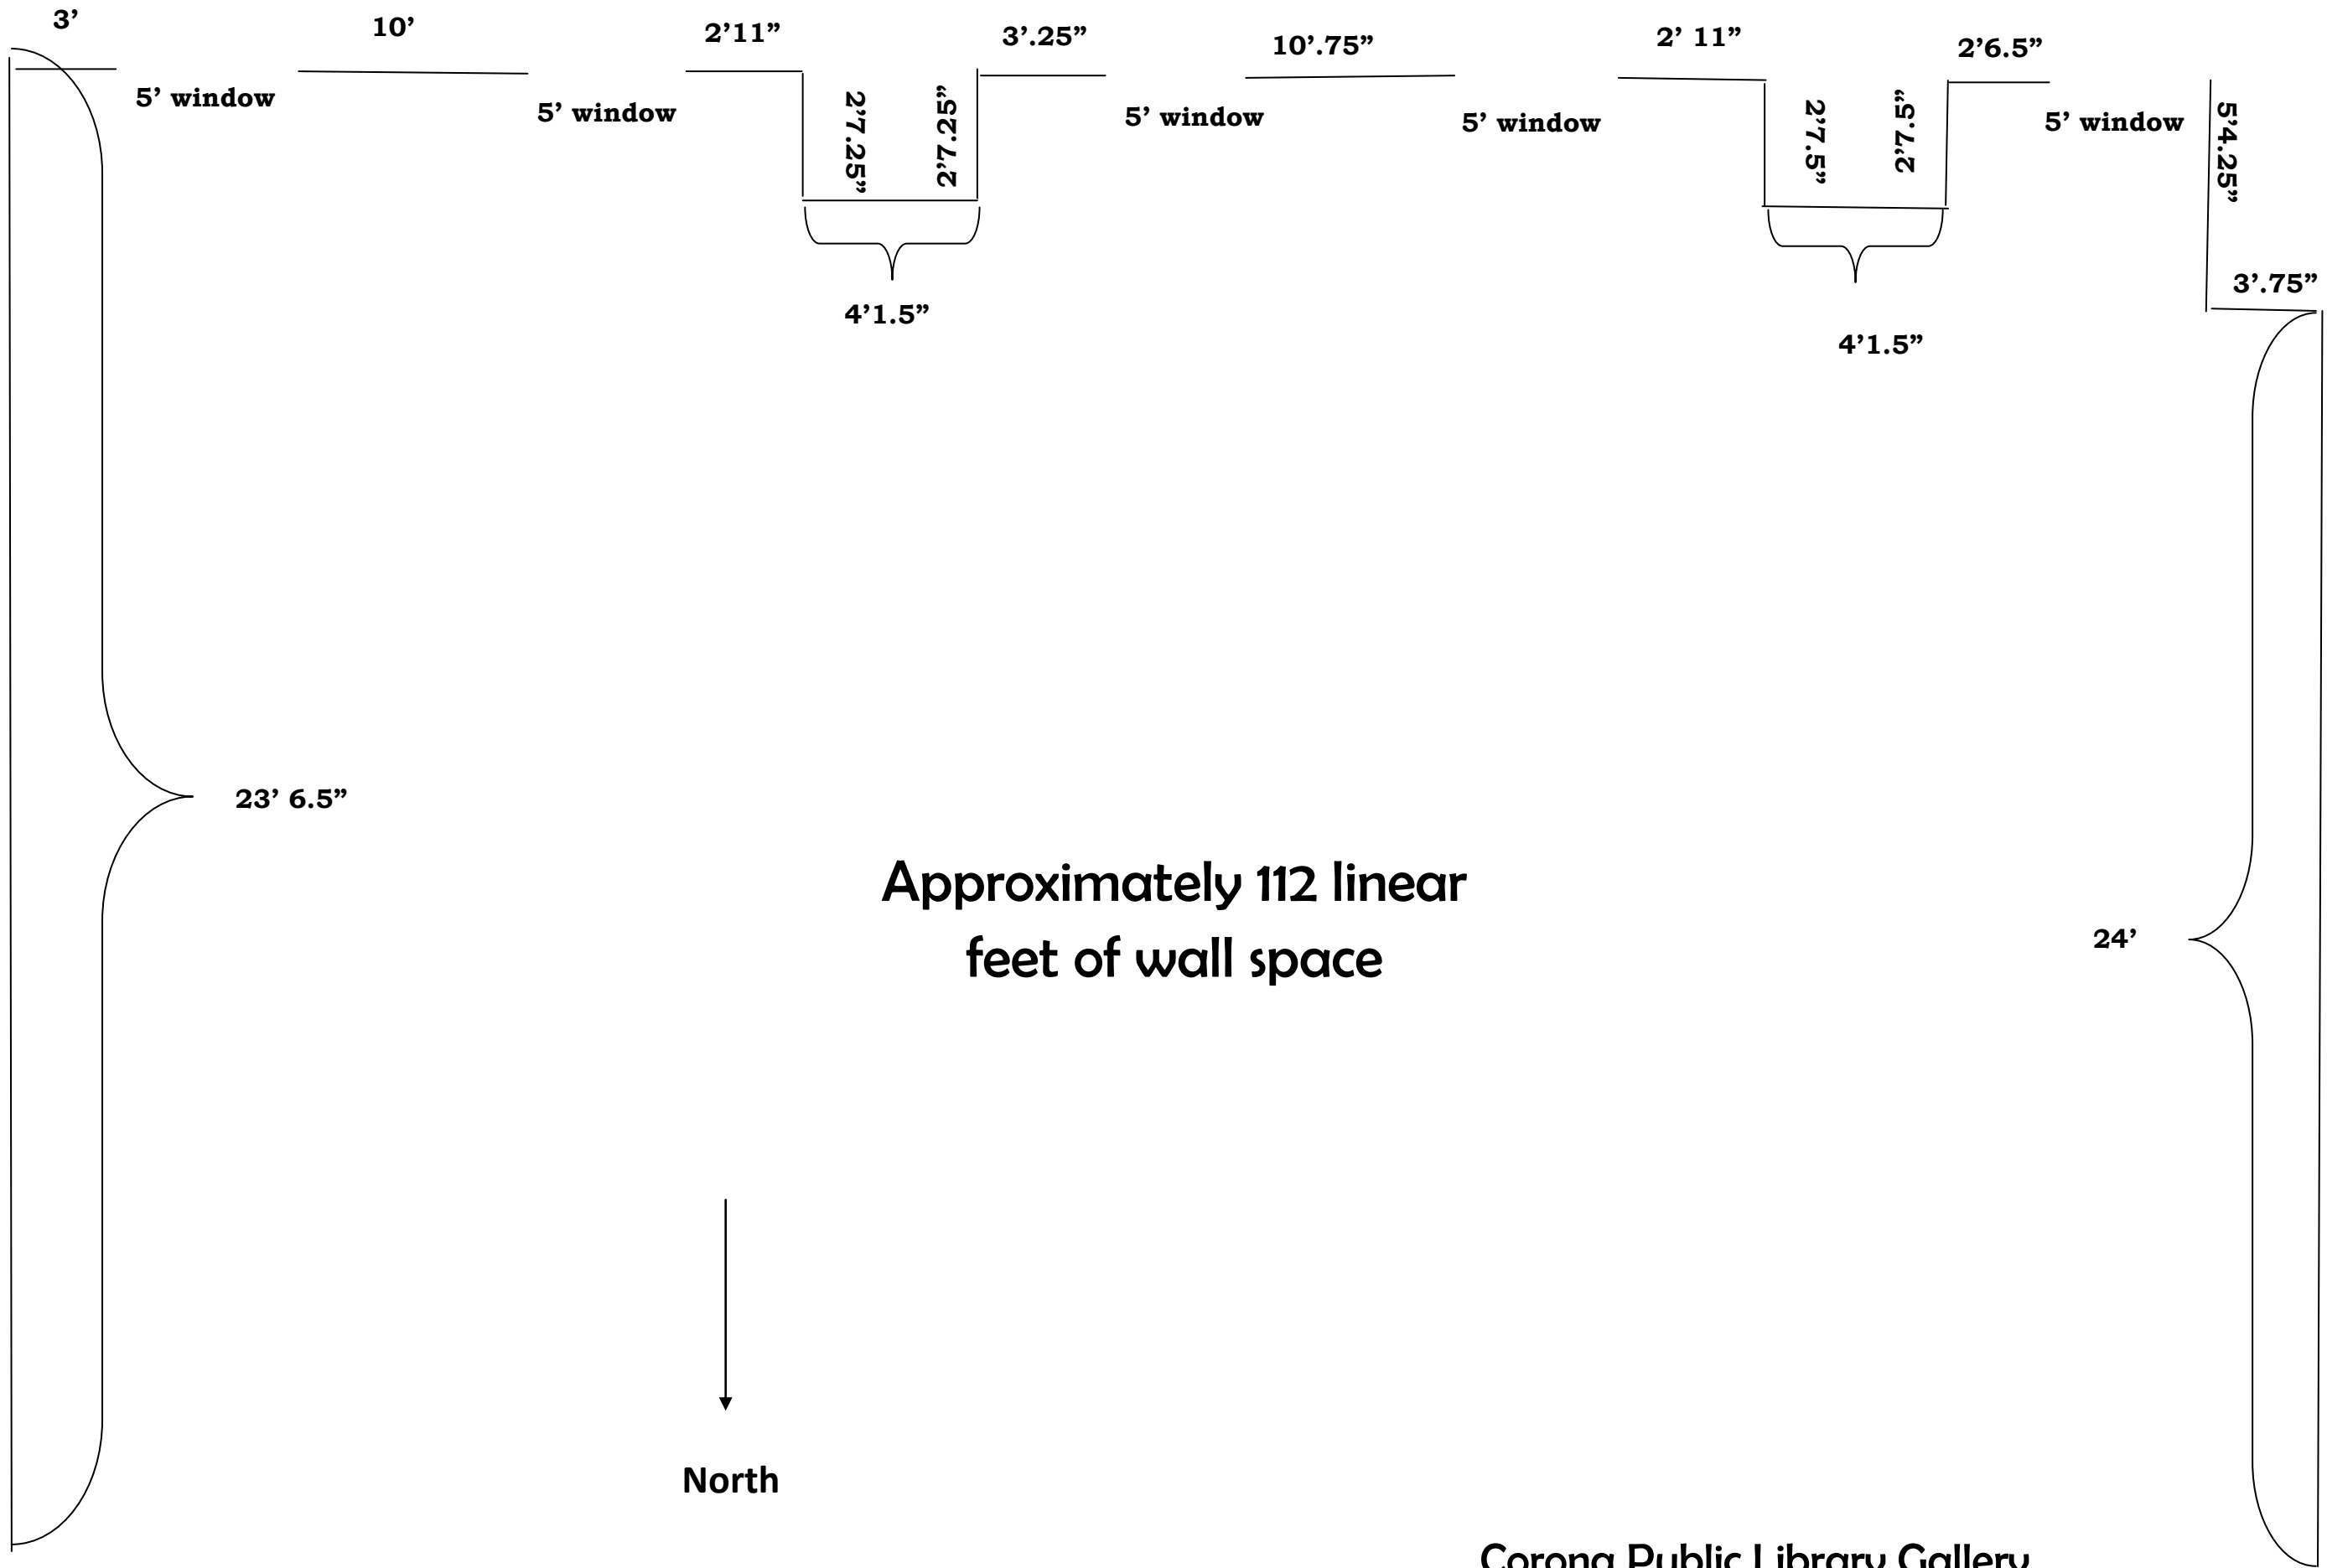 3’
10’
2’11”
3’.25”
10’.75”
2’ 11”
2’6.5”
5’ window
5’ window
5’ window
5’ window
5’ window
2’7.25”
2’7.25”
2’7.5”
2’7.5”
5’4.25”
3’.75”
4’1.5”
4’1.5”
23’ 6.5”
Approximately 112 linear
feet of wall space
24’
North
Corona Public Library Gallery